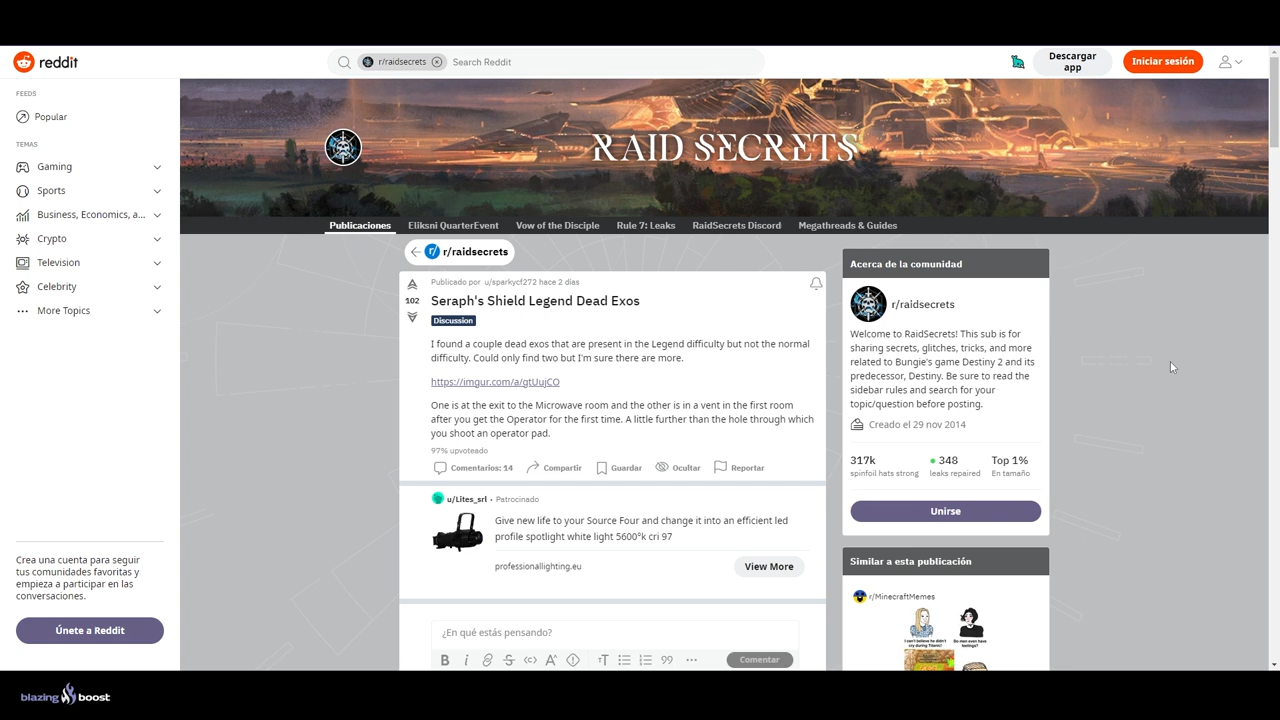 reddit
r/raidsecrets
Search Reddit
Descargar
app
Iniciar sesión
FEEDS
Popular
TEMAS
Gaming
Sports
Business, Economics, a...
Crypto
Television
Celebrity
More Topics
Crea una cuenta para seguir
tus comunidades favoritas y
empieza a participar en las
conversaciones.
Únete a Reddit
RAID SECRETS
Publicaciones
Eliksni QuarterEvent
Vow of the Disciple
Rule 7: Leaks
RaidSecrets Discord
Megathreads & Guides
r/ r/raidsecrets
102
Publicado por u/sparkycf272 hace 2 días
Seraph's Shield Legend Dead Exos
Discussion
I found a couple dead exos that are present in the Legend difficulty but not the normal
difficulty. Could only find two but I'm sure there are more.
https://imgur.com/a/gtUujCO
One is at the exit to the Microwave room and the other is in a vent in the first room
after you get the Operator for the first time. A little further than the hole through which
you shoot an operator pad.
97% upvoteado
Comentarios: 14
Compartir
Guardar
Ocultar
Reportar
u/Lites_srl • Patrocinado
Give new life to your Source Four and change it into an efficient led
profile spotlight white light 5600°k cri 97
professionallighting.eu
View More
¿En qué estás pensando?
Comentar
Acerca de la comunidad
r/raidsecrets
Welcome to RaidSecrets! This sub is for
sharing secrets, glitches, tricks, and more
related to Bungie's game Destiny 2 and its
predecessor, Destiny. Be sure to read the
sidebar rules and search for your
topic/question before posting.
Creado el 29 nov 2014
317k
spinfoil hats strong
348
leaks repaired
Top 1%
En tamaño
Unirse
Similar a esta publicación
r/MinecraftMemes
I can't believe he didn't
cry during Titanic!
Do men even have
feelings?
blazing boost